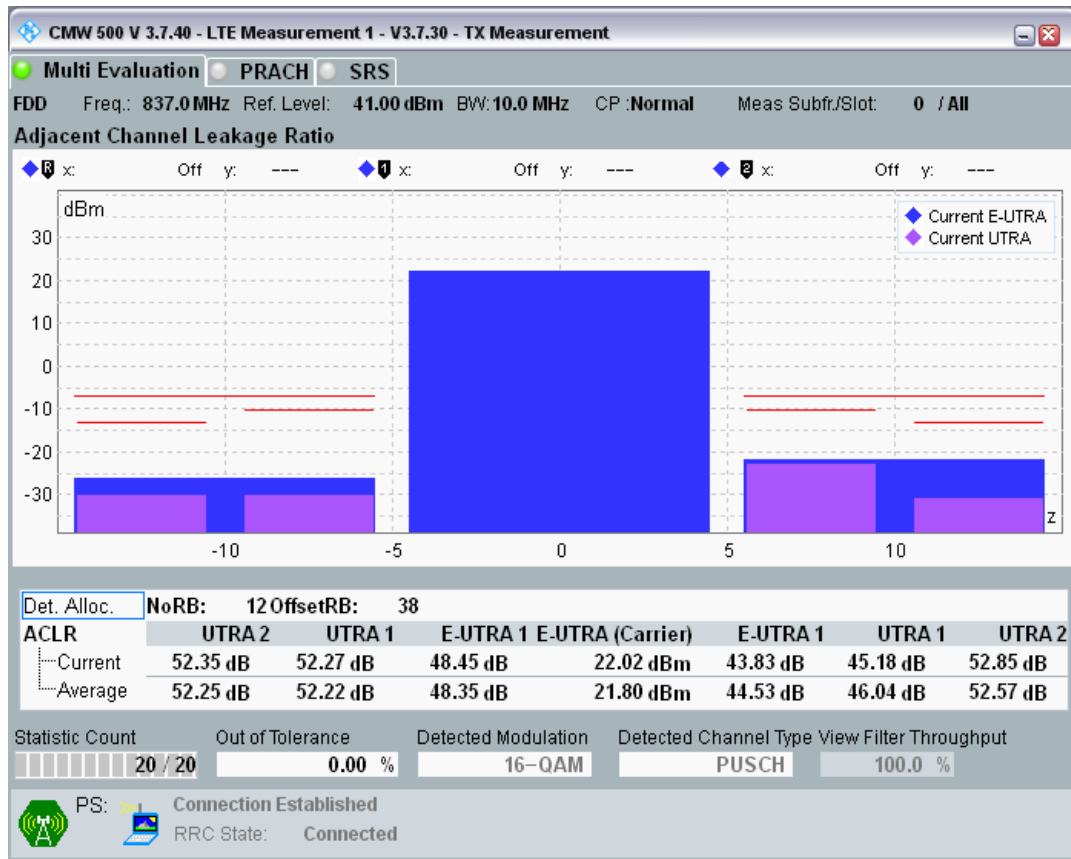 CMW 500 V 3.7.40 - LTE Measurement 1 - V3.7.30 - TX Measurement
Multi Evaluation PRACH SRS
FDD Freq.: 837.0 MHz Ref. Level: 41.00 dBm BW: 10.0 MHz CP :Normal Meas Subfr./Slot: 0 / All
Adjacent Channel Leakage Ratio
R x: Off y: --- 1 x: Off y: --- 2 x: Off y: ---
dBm
Current E-UTRA
Current UTRA
30
20
10
0
-10
-20
-30
z
-10 -5 0 5 10
Det. Alloc. NoRB: 12 OffsetRB: 38
ACLR UTRA 2 UTRA 1 E-UTRA 1 E-UTRA (Carrier) E-UTRA 1 UTRA 1 UTRA 2
Current 52.35 dB 52.27 dB 48.45 dB 22.02 dBm 43.83 dB 45.18 dB 52.85 dB
Average 52.25 dB 52.22 dB 48.35 dB 21.80 dBm 44.53 dB 46.04 dB 52.57 dB
Statistic Count Out of Tolerance Detected Modulation Detected Channel Type View Filter Throughput
20 / 20 0.00 % 16-QAM PUSCH 100.0 %
PS: Connection Established
RRC State: Connected